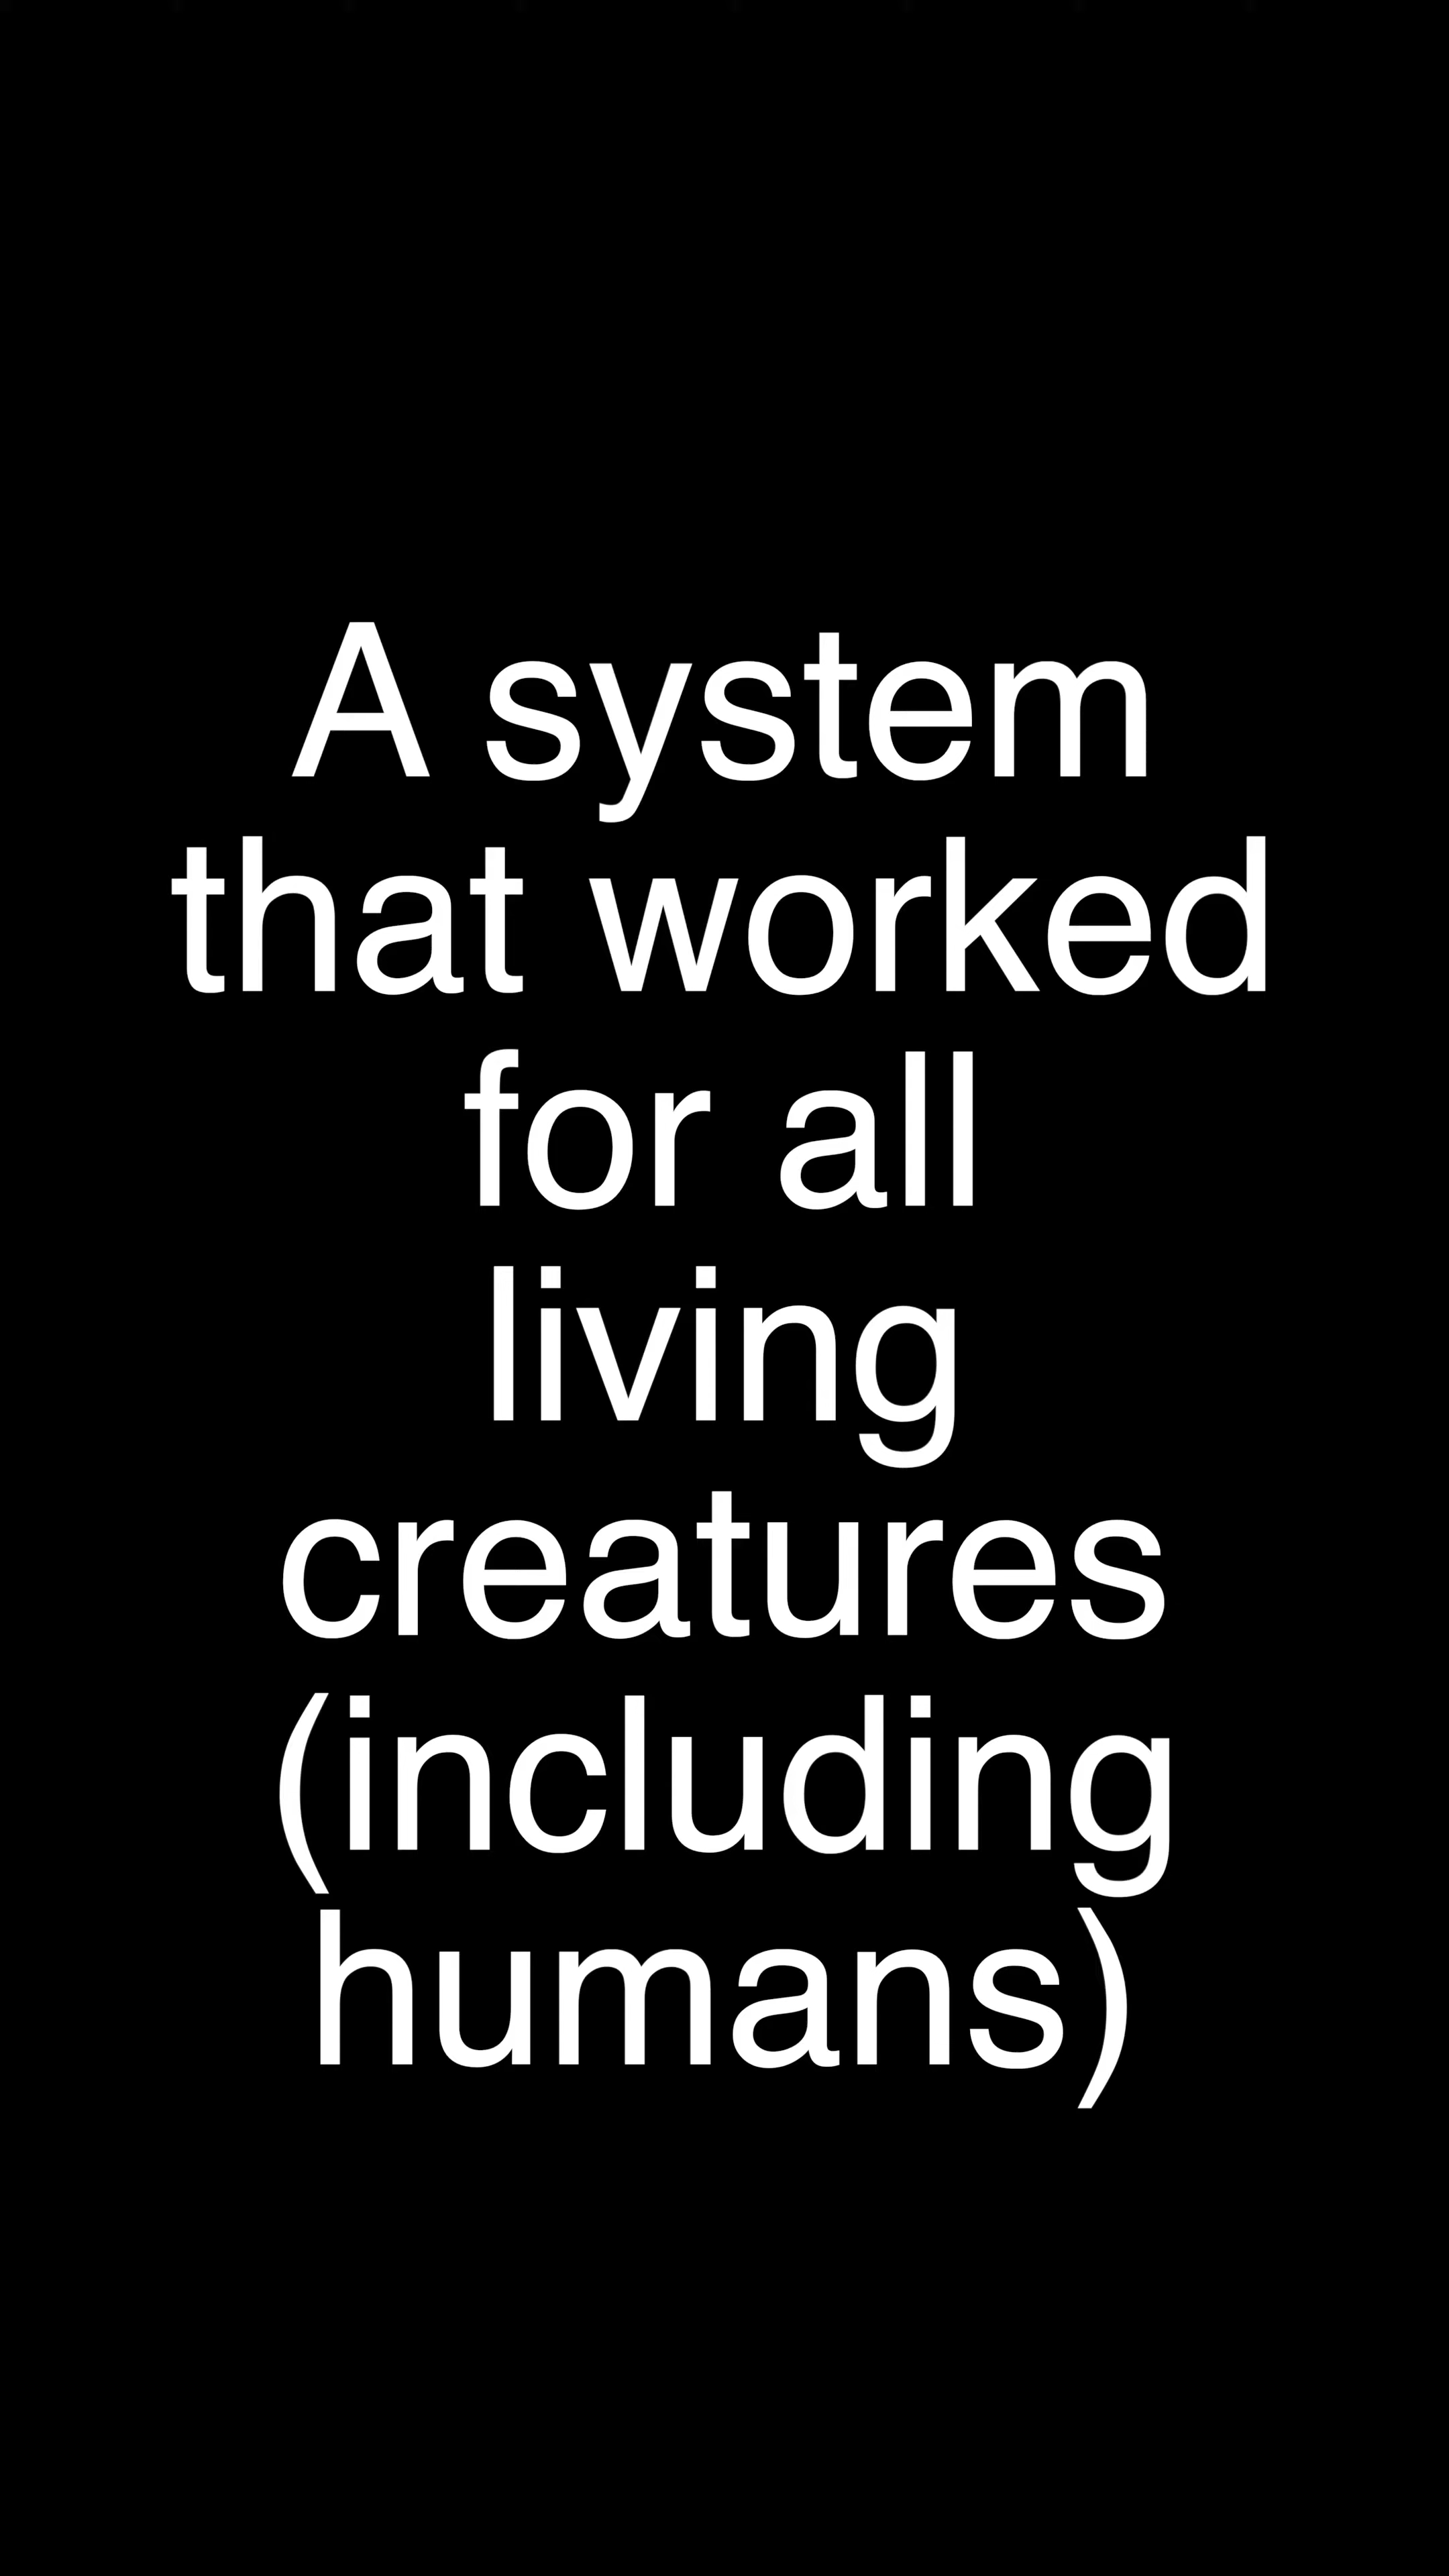 A system
that worked
for all
living
creatures
(including
humans)